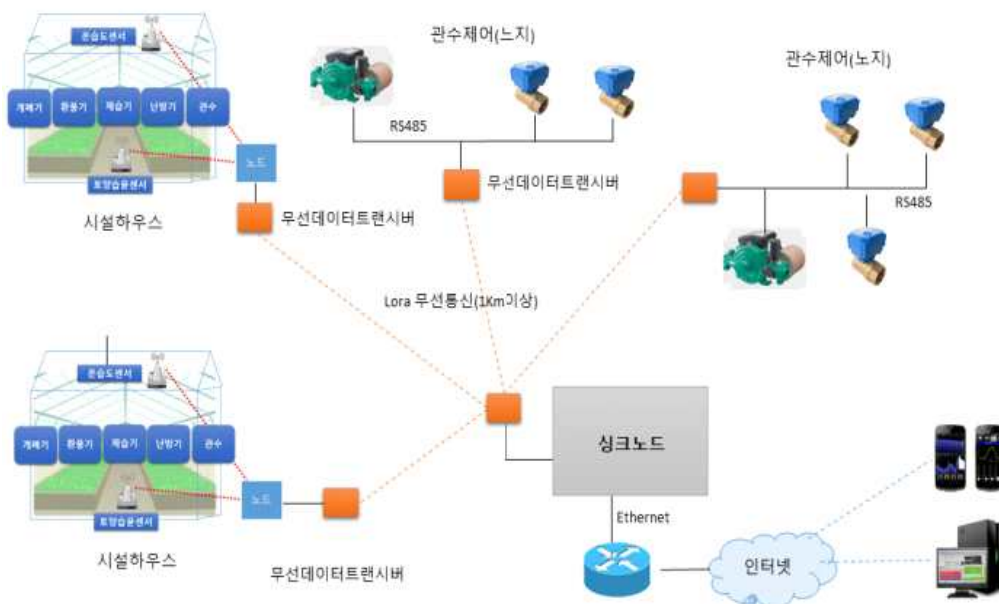 온습도센서
개폐기 환풍기 제습기 난방기 관수
토양습윤센서
노드
시설하우스
무선데이터트랜시버
관수제어(노지)
RS485
무선데이터트랜시버
관수제어(노지)
RS485
Lora 무선통신(1Km이상)
온습도센서
개폐기 환풍기 제습기 난방기 관수
토양습윤센서
노드
시설하우스
무선데이터트랜시버
싱크노드
Ethernet
인터넷